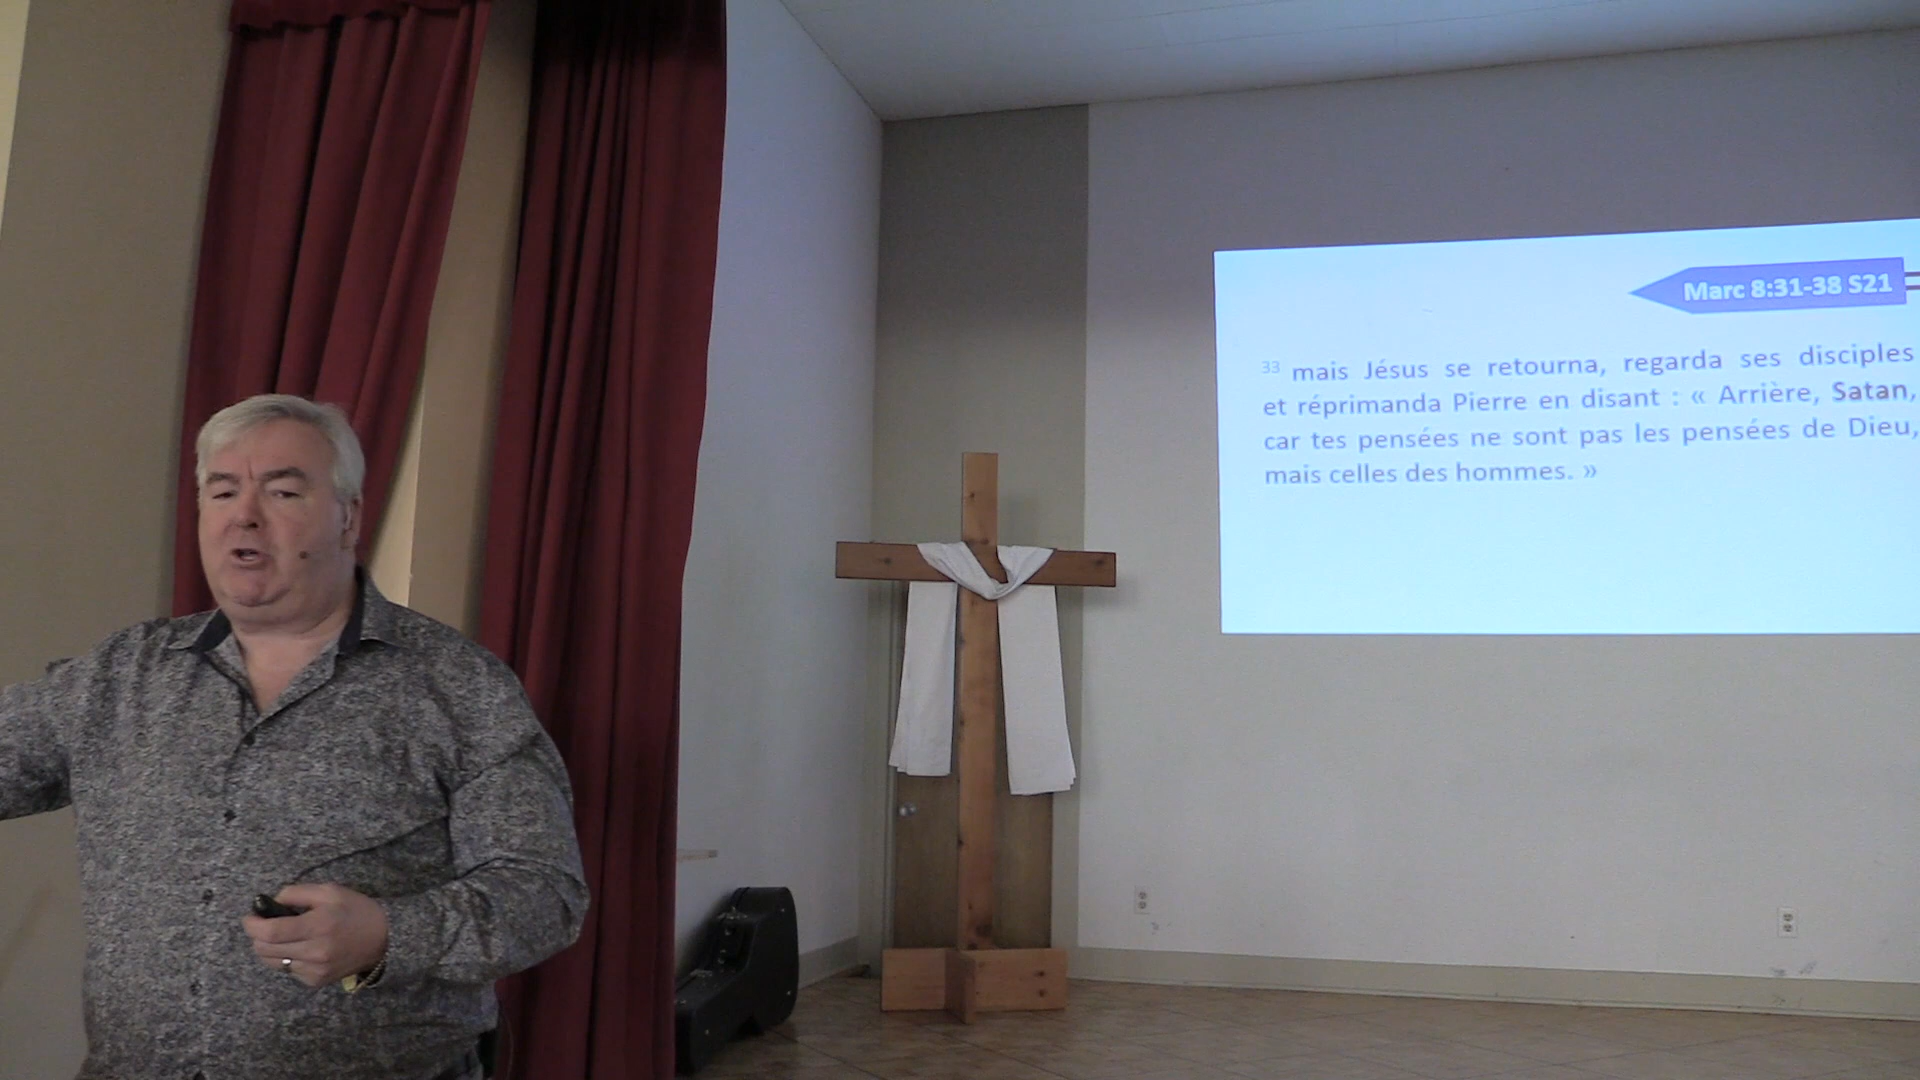 Marc 8:31-38 S21
33 mais Jésus se retourna, regarda ses disciples
et réprimanda Pierre en disant : « Arrière, Satan,
car tes pensées ne sont pas les pensées de Dieu,
mais celles des hommes. »